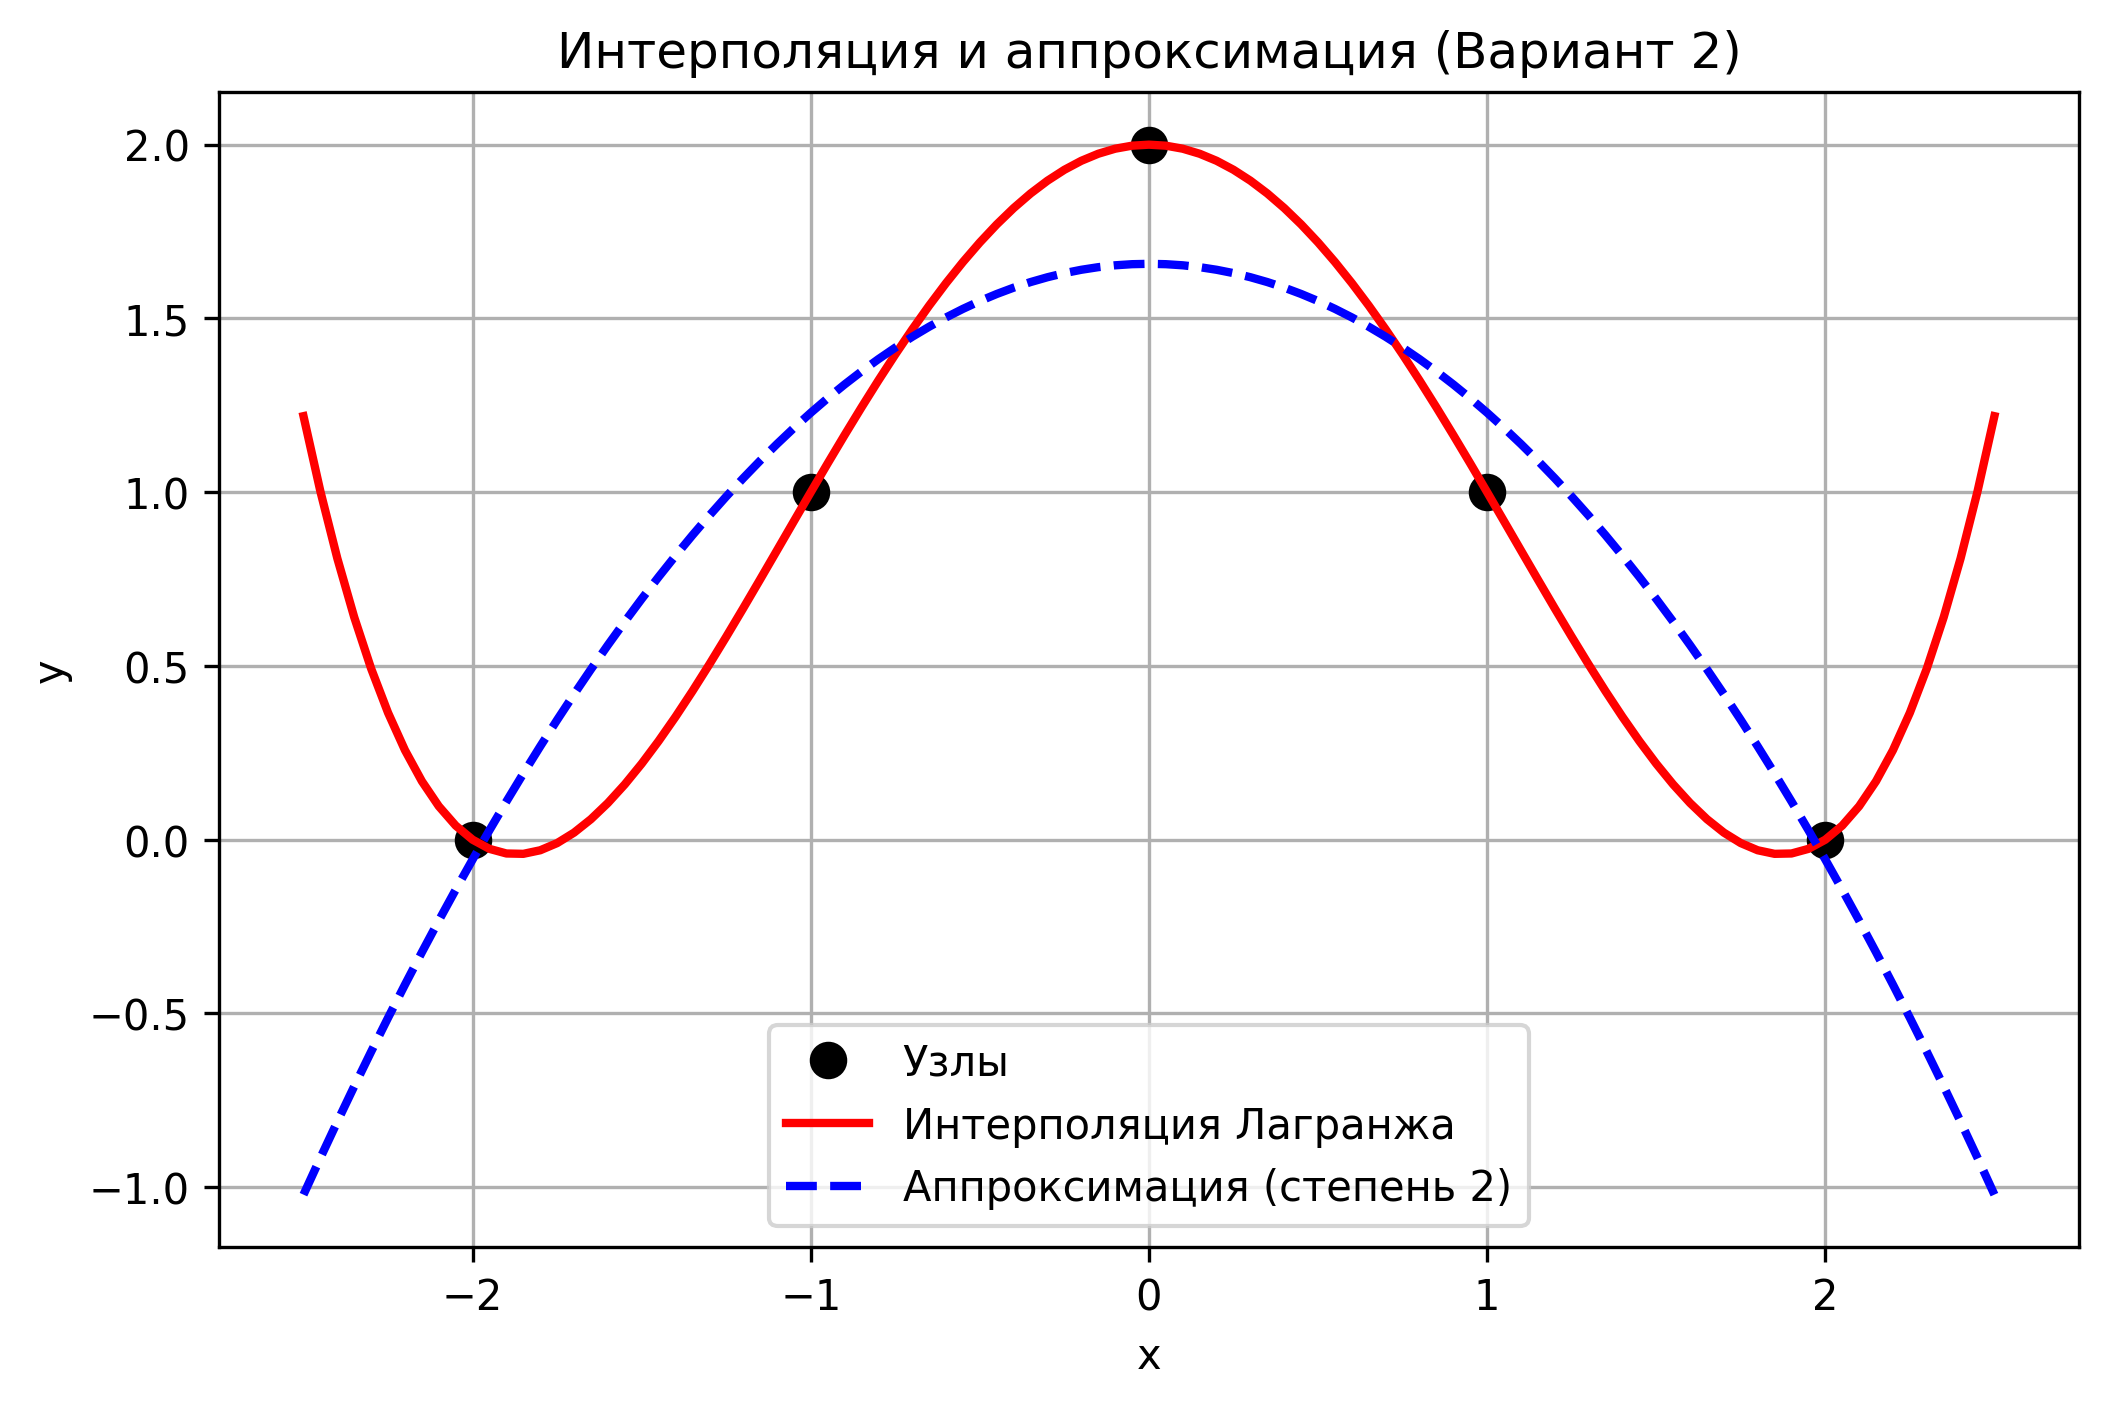 Интерполяция и аппроксимация (Вариант 2)
2.0
1.5
1.0
0.5
0.0
−0.5
−1.0
y
Узлы
Интерполяция Лагранжа
Аппроксимация (степень 2)
−2
−1
0
1
2
x